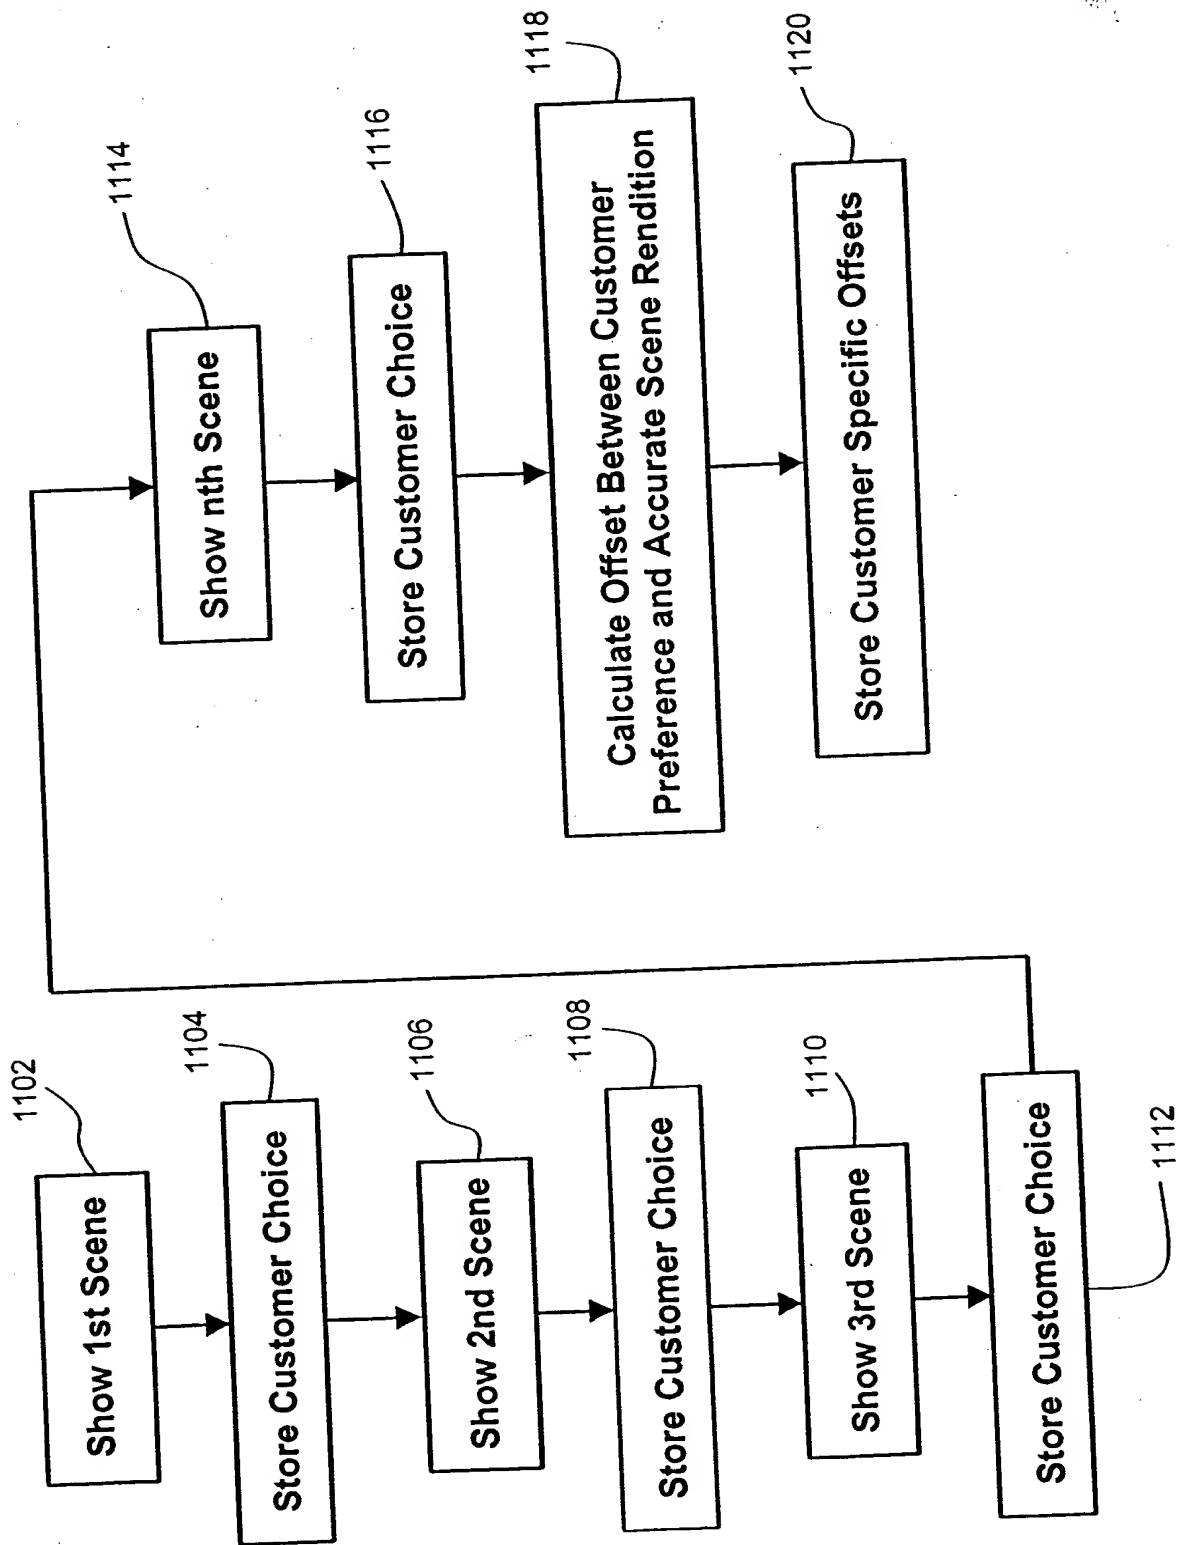 1102
Show 1st Scene
1104
Store Customer Choice
1106
Show 2nd Scene
1108
Store Customer Choice
1110
Show 3rd Scene
Store Customer Choice
1112
1114
Show nth Scene
1116
Store Customer Choice
1118
Calculate Offset Between Customer
Preference and Accurate Scene Rendition
1120
Store Customer Specific Offsets